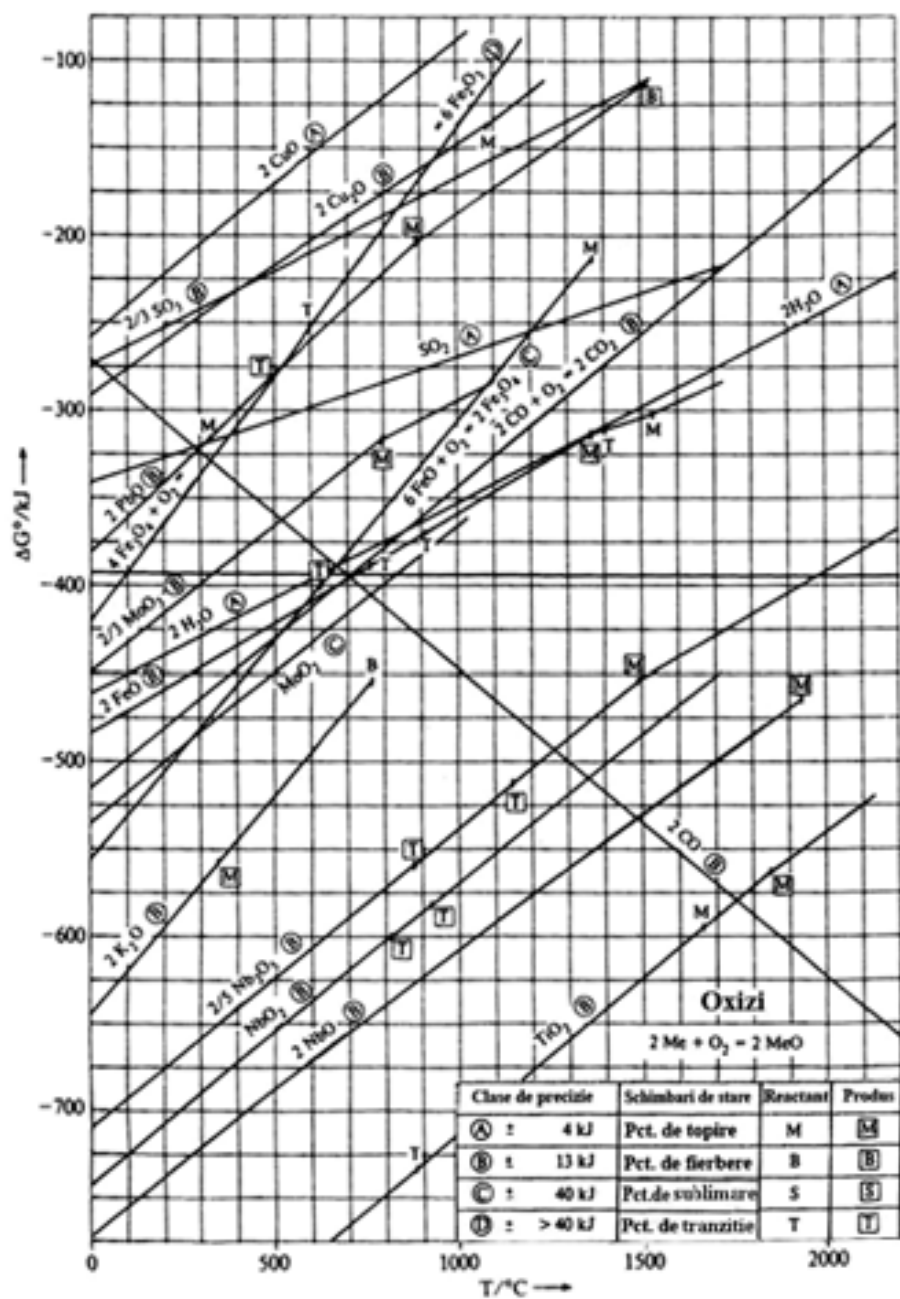 −100
−200
−300
−400
−500
−600
−700
ΔG°/kJ
0
500
1000
1500
2000
T/°C
2 CuO Ⓐ
= 6 Fe₂O₃ Ⓓ
2 Cu₂O Ⓑ
2/3 SO₃ Ⓑ
SO₂ Ⓐ
2H₂O Ⓐ
2 PbO Ⓑ
4 Fe₃O₄ + O₂ =
6 FeO + O₂ = 2 Fe₃O₄ Ⓒ
2 CO + O₂ = 2 CO₂ Ⓑ
2/3 MoO₃ Ⓑ
2 H₂O Ⓐ
2 FeO Ⓑ
MoO₂ Ⓒ
2 K₂O Ⓑ
2/5 Nb₂O₅ Ⓑ
NbO₂ Ⓑ
2 NbO Ⓑ
2 CO Ⓑ
TiO₂ Ⓑ
M
B
M
M
T
T
M
M
M
T
M
T
T
T
B
M
M
M
T
T
T
T
M
M
T
Oxizi
2 Me + O₂ = 2 MeO
Clase de precizie Schimbari de stare Reactant Produs
Ⓐ ± 4 kJ Pct. de topire M M
Ⓑ ± 13 kJ Pct. de fierbere B B
Ⓒ ± 40 kJ Pct.de sublimare S S
Ⓓ ± > 40 kJ Pct. de tranzitie T T